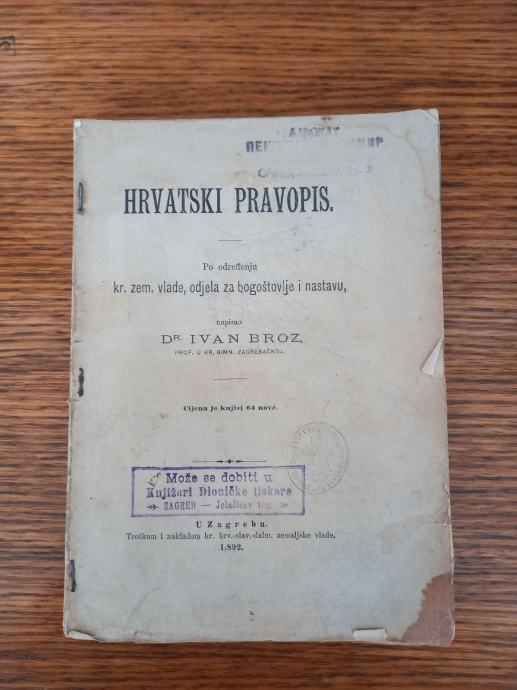 АДВОКАТ
HRVATSKI PRAVOPIS.
Po odregjenju
kr. zem. vlade, odjela za bogoštovlje i nastavu,
napisao
DR. IVAN BROZ,
PROF. U KR. GIMN. ZAGREBAČKOJ.
Cijena je knjizi 64 novč.
Može se dobiti u
Knjižari Dioničke tiskare
ZAGREB — Jelačićev trg.
U Zagrebu.
Troškom i nakladom kr. hrv.-slav.-dalm. zemaljske vlade.
1892.